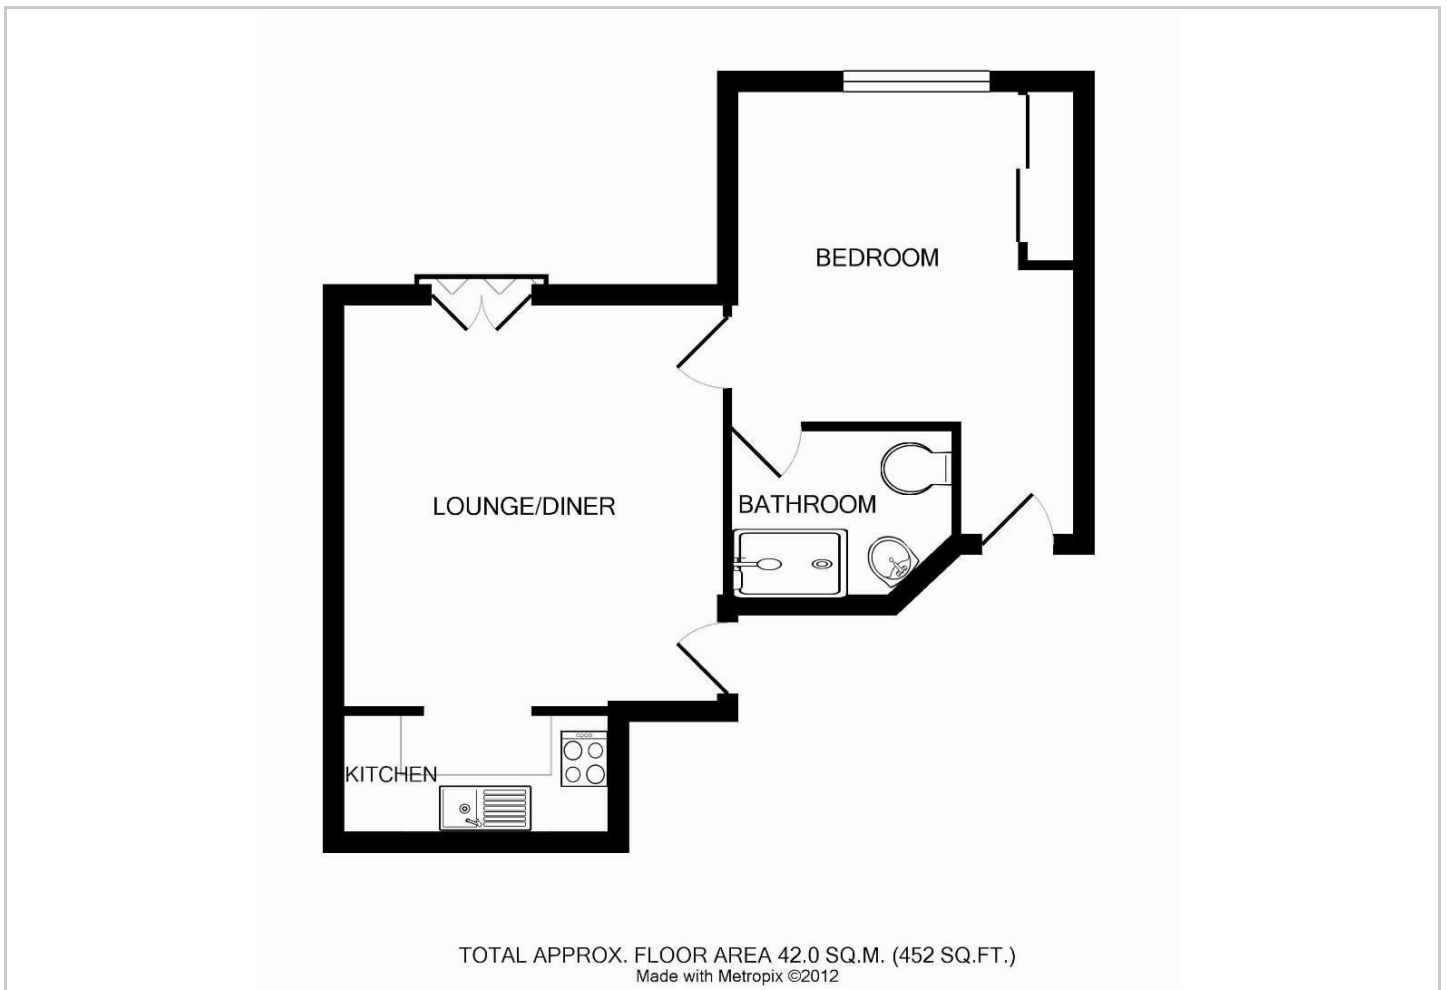 BEDROOM
LOUNGE/DINER
BATHROOM
KITCHEN
TOTAL APPROX. FLOOR AREA 42.0 SQ.M. (452 SQ.FT.)
Made with Metropix ©2012